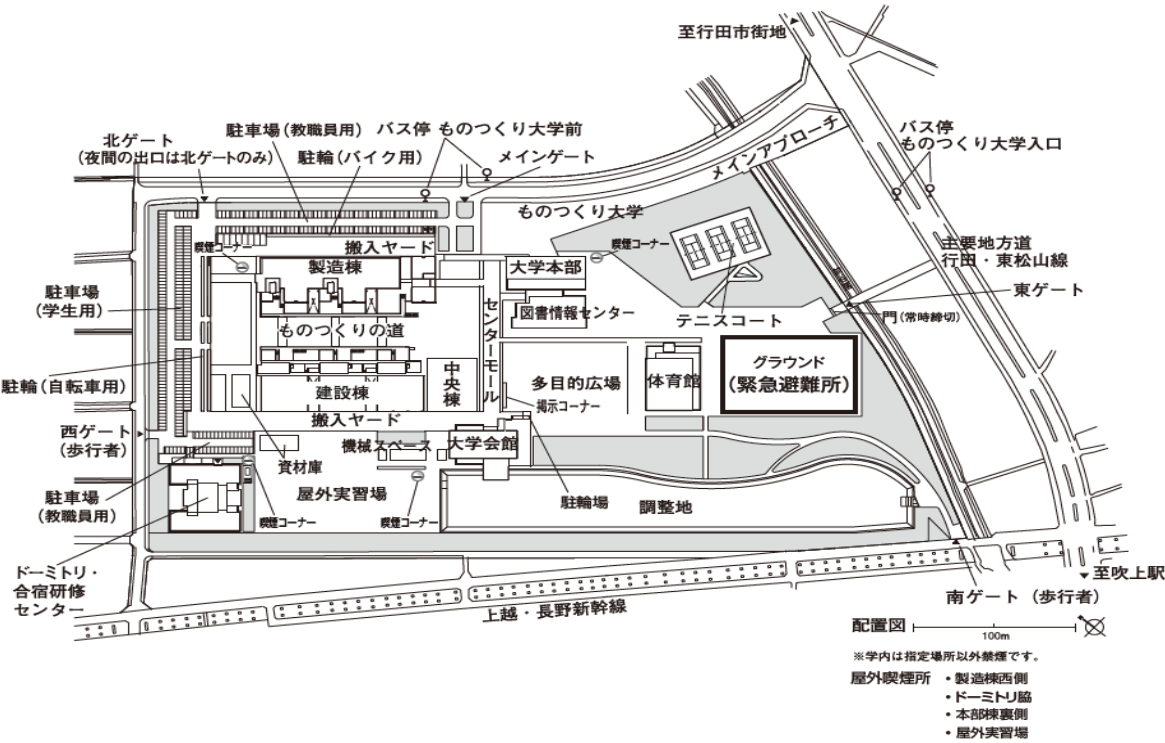 至行田市街地
北ゲート
(夜間の出口は北ゲートのみ)
駐車場(教職員用)
駐輪(バイク用)
バス停 ものつくり大学前
メインゲート
メインアプローチ
バス停
ものつくり大学入口
ものつくり大学
搬入ヤード
喫煙コーナー
製造棟
大学本部
喫煙コーナー
主要地方道
行田・東松山線
東ゲート
門(常時締切)
駐車場
(学生用)
ものつくりの道
センターモール
図書情報センター
テニスコート
駐輪(自転車用)
建設棟
中央棟
多目的広場
掲示コーナー
体育館
グラウンド
(緊急避難所)
搬入ヤード
西ゲート
(歩行者)
資材庫
機械スペース
大学会館
駐車場
(教職員用)
屋外実習場
喫煙コーナー
喫煙コーナー
駐輪場
調整地
ドーミトリ・
合宿研修
センター
上越・長野新幹線
至吹上駅
南ゲート(歩行者)
配置図
100m
※学内は指定場所以外禁煙です。
屋外喫煙所 ・製造棟西側
・ドーミトリ脇
・本部棟裏側
・屋外実習場